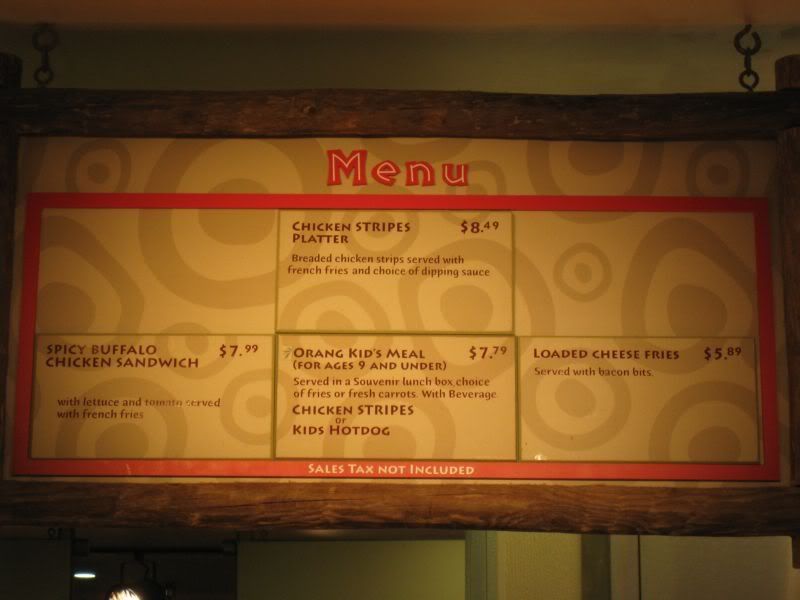 Menu
CHICKEN STRIPES $8.49
PLATTER
Breaded chicken strips served with
french fries and choice of dipping sauce
SPICY BUFFALO $7.99
CHICKEN SANDWICH
with lettuce and tomato served
with french fries
ORANG KID'S MEAL $7.79
(FOR AGES 9 AND UNDER)
Served in a Souvenir lunch box, choice
of fries or fresh carrots. With Beverage
CHICKEN STRIPES
or
KIDS HOTDOG
LOADED CHEESE FRIES $5.89
Served with bacon bits.
SALES TAX NOT INCLUDED